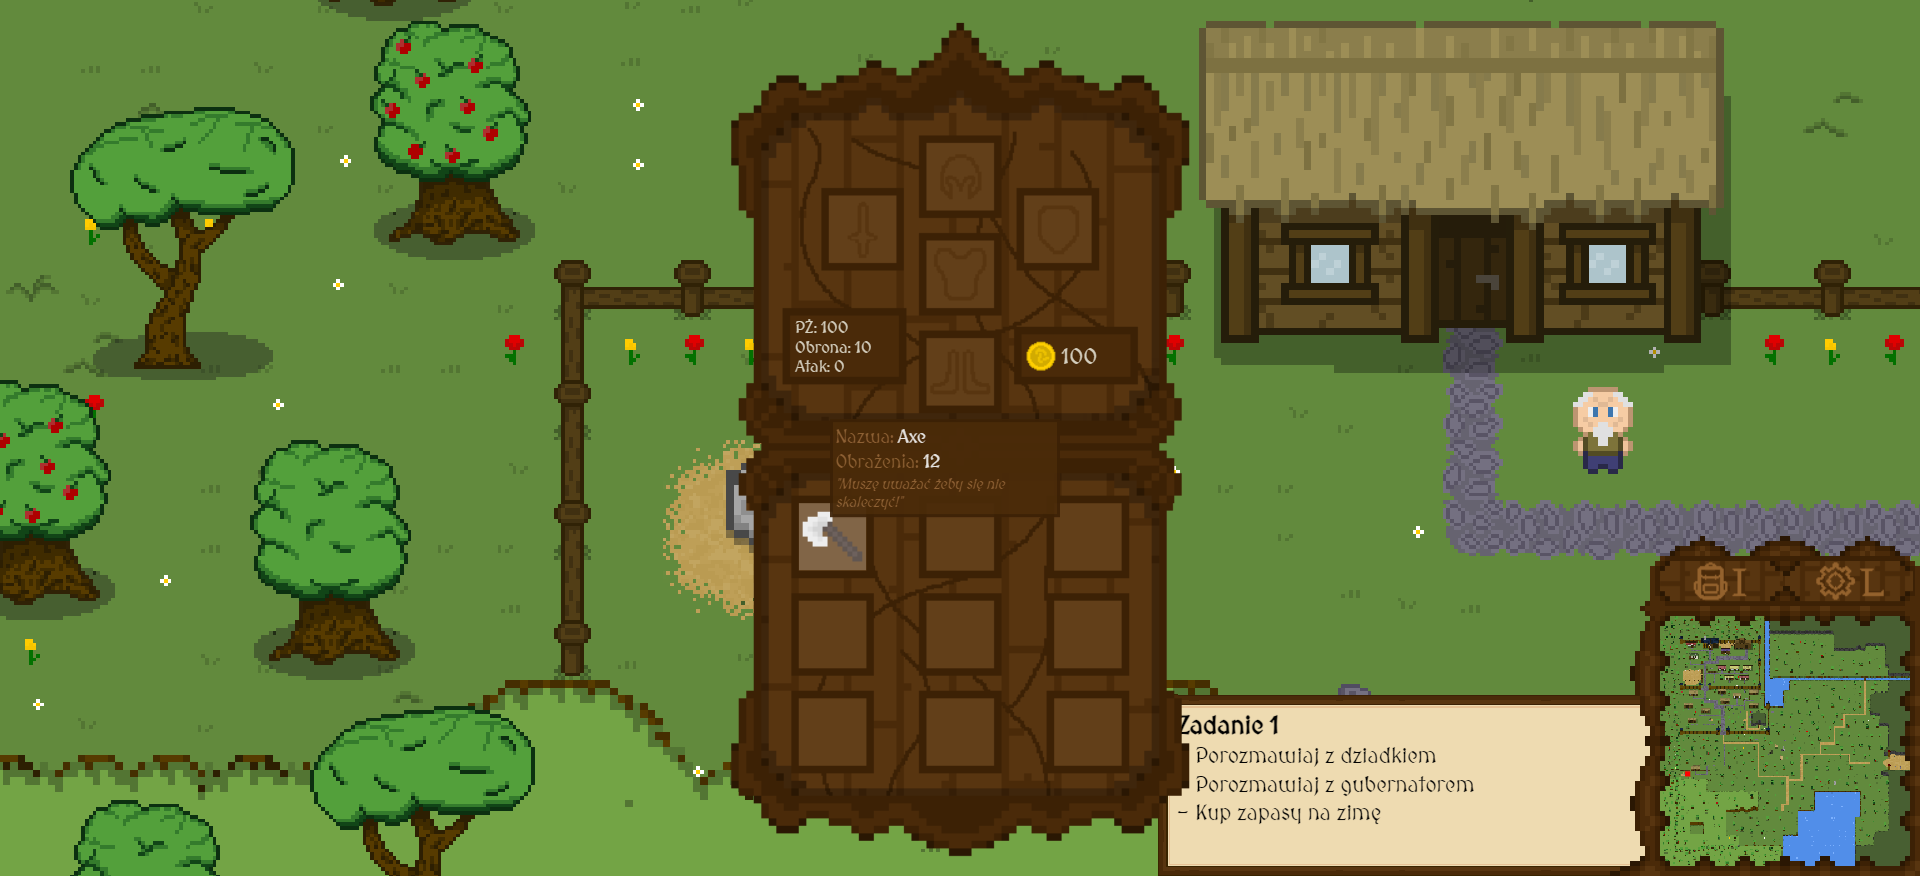 PŻ: 100
Obrona: 10
Atak: 0
100
Nazwa: Axe
Obrażenia: 12
"Muszę uważać żeby się nie
skaleczyć!"
I
L
Zadanie 1
Porozmawiaj z dziadkiem
Porozmawiaj z gubernatorem
- Kup zapasy na zimę